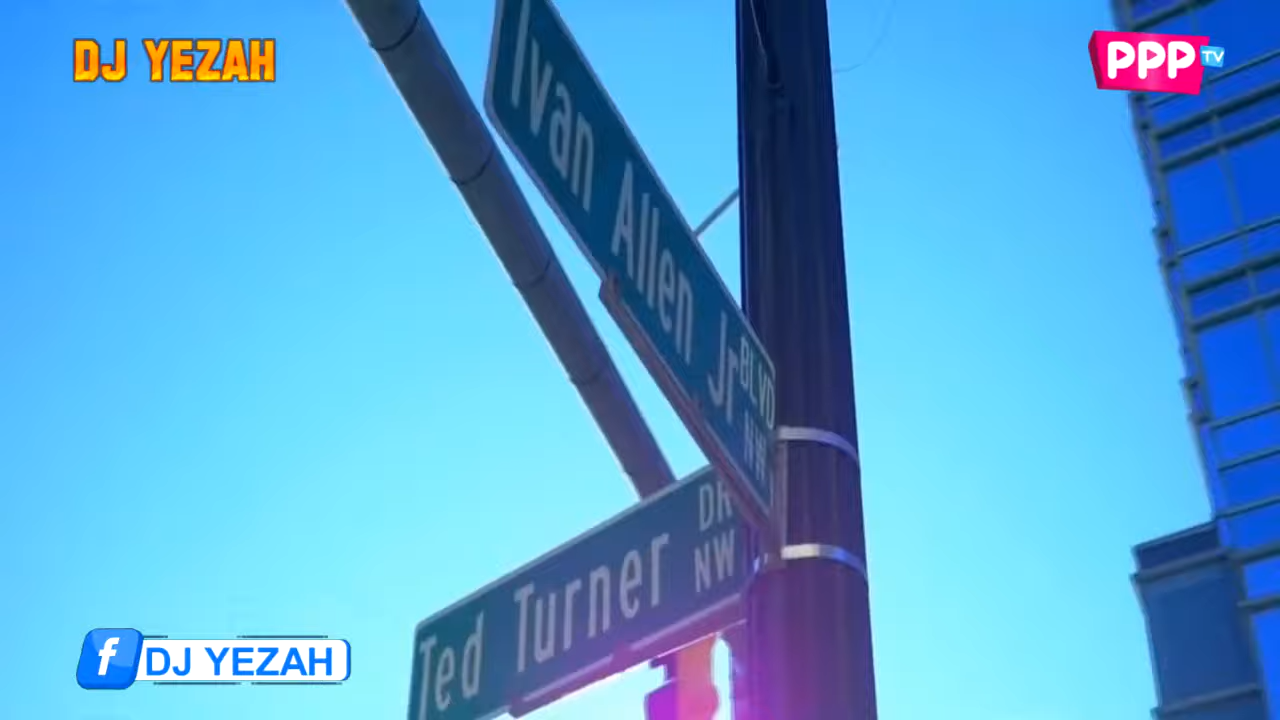 DJ YEZAH
PPP TV
Ivan Allen Jr BLVD NW
Ted Turner DR NW
f DJ YEZAH